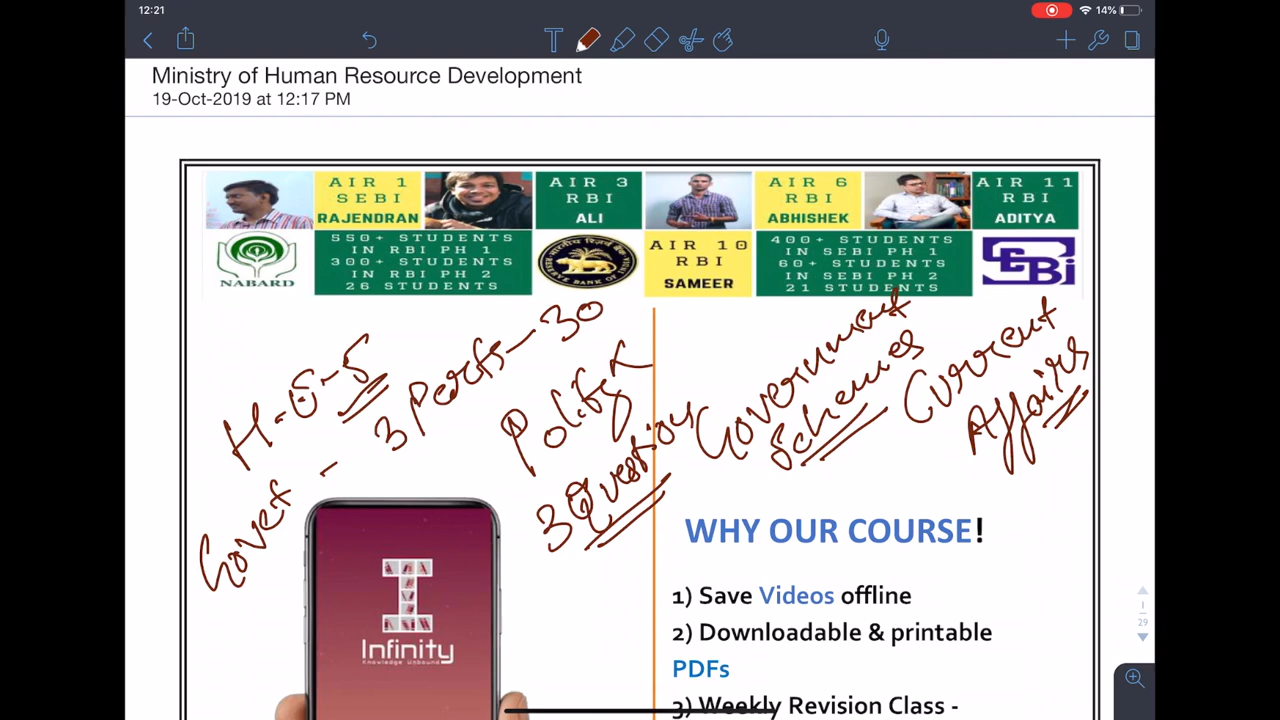 12:21
14%
Ministry of Human Resource Development
19-Oct-2019 at 12:17 PM
AIR 1
SEBI
RAJENDRAN
AIR 3
RBI
ALI
AIR 6
RBI
ABHISHEK
AIR 11
RBI
ADITYA
NABARD
550+ STUDENTS
IN RBI PH 1
300+ STUDENTS
IN RBI PH 2
26 STUDENTS
AIR 10
RBI
SAMEER
400+ STUDENTS
IN SEBI PH 1
60+ STUDENTS
IN SEBI PH 2
21 STUDENTS
SEBI
3 Parts - 30
Polity
3 Questions
Government
Schemes
Current
Affairs
WHY OUR COURSE!
1) Save Videos offline
2) Downloadable & printable
PDFs
3) Weekly Revision Class -
Infinity
Knowledge Unbound
1
29